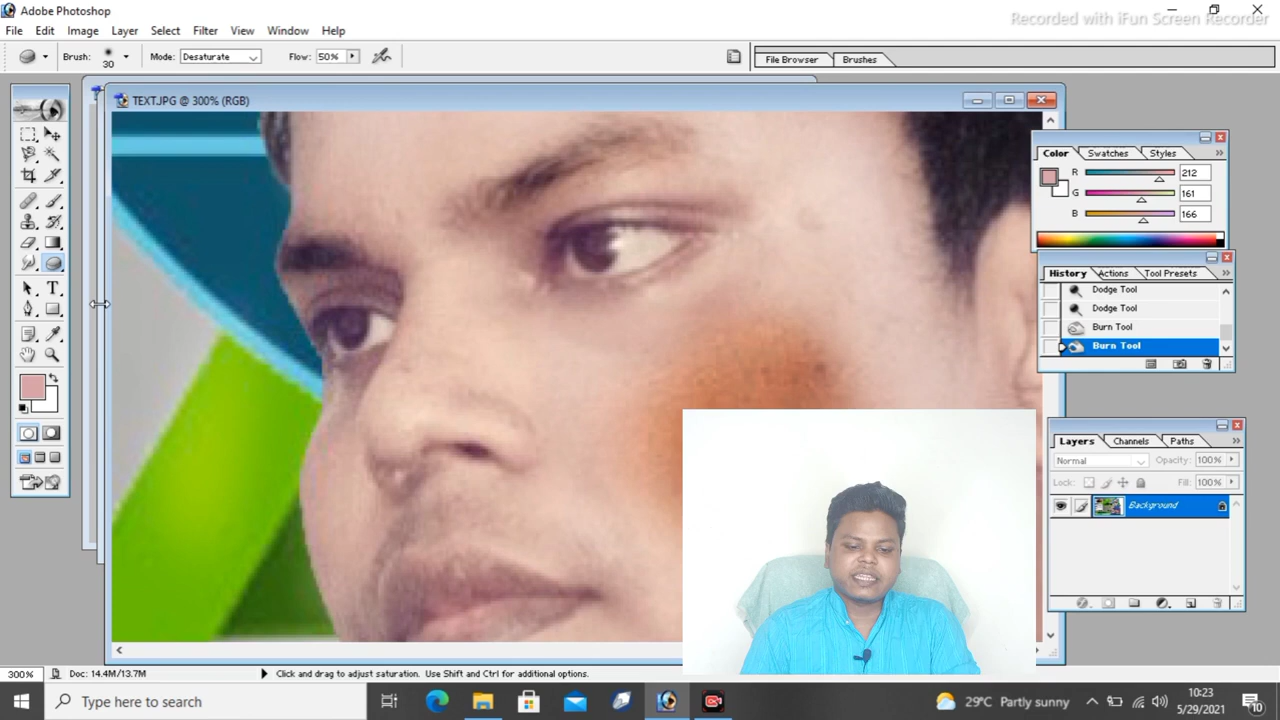 Adobe Photoshop
Recorded with iFun Screen Recorder
File Edit Image Layer Select Filter View Window Help
Brush: 30 Mode: Desaturate Flow: 50% File Browser Brushes
TEXT.JPG @ 300% (RGB)
Color Swatches Styles
R 212
G 161
B 166
History Actions Tool Presets
Dodge Tool
Dodge Tool
Burn Tool
Burn Tool
Layers Channels Paths
Normal Opacity: 100%
Lock: Fill: 100%
Background
300% Doc: 14.4M/13.7M Click and drag to adjust saturation. Use Shift and Ctrl for additional options.
Type here to search
29°C Partly sunny
10:23
5/29/2021
10